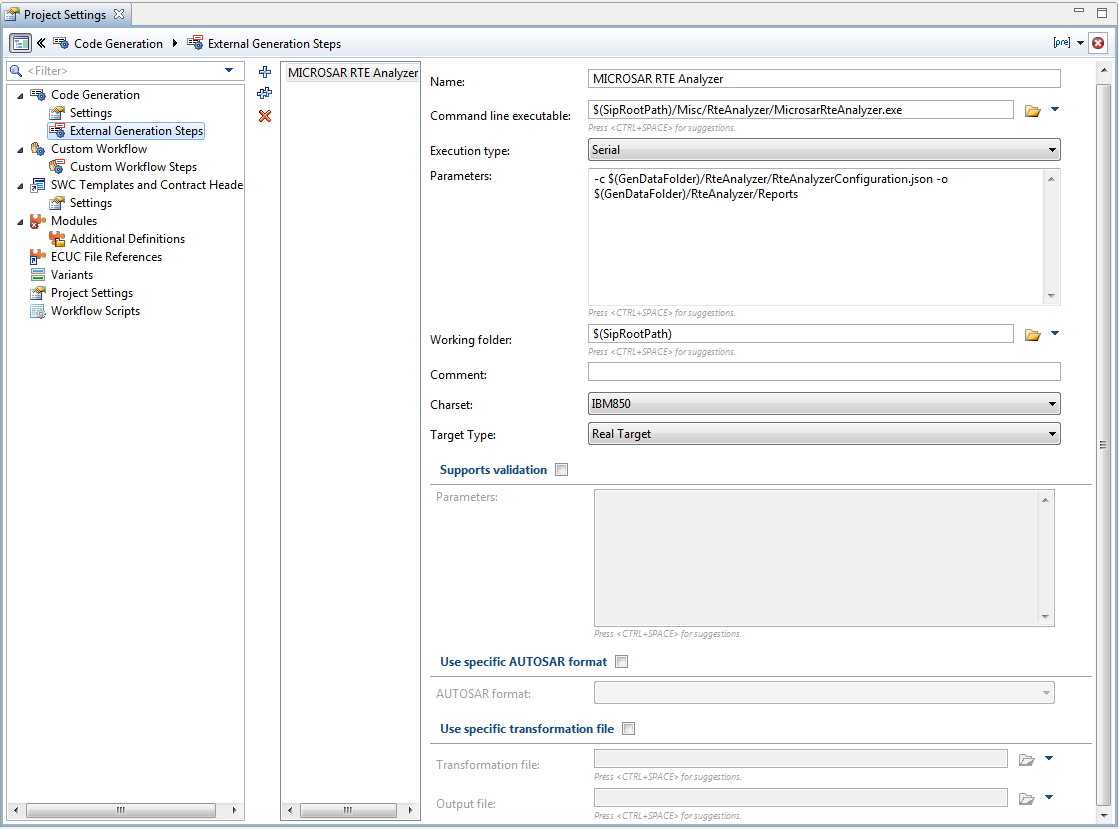 Project Settings
Code Generation
External Generation Steps
[pre]
<Filter>
Code Generation
Settings
External Generation Steps
Custom Workflow
Custom Workflow Steps
SWC Templates and Contract Heade
Settings
Modules
Additional Definitions
ECUC File References
Variants
Project Settings
Workflow Scripts
MICROSAR RTE Analyzer
Name:
MICROSAR RTE Analyzer
Command line executable:
$(SipRootPath)/Misc/RteAnalyzer/MicrosarRteAnalyzer.exe
Press <CTRL+SPACE> for suggestions.
Execution type:
Serial
Parameters:
-c $(GenDataFolder)/RteAnalyzer/RteAnalyzerConfiguration.json -o
$(GenDataFolder)/RteAnalyzer/Reports
Press <CTRL+SPACE> for suggestions.
Working folder:
$(SipRootPath)
Press <CTRL+SPACE> for suggestions.
Comment:
Charset:
IBM850
Target Type:
Real Target
Supports validation
Parameters:
Press <CTRL+SPACE> for suggestions.
Use specific AUTOSAR format
AUTOSAR format:
Use specific transformation file
Transformation file:
Press <CTRL+SPACE> for suggestions.
Output file:
Press <CTRL+SPACE> for suggestions.